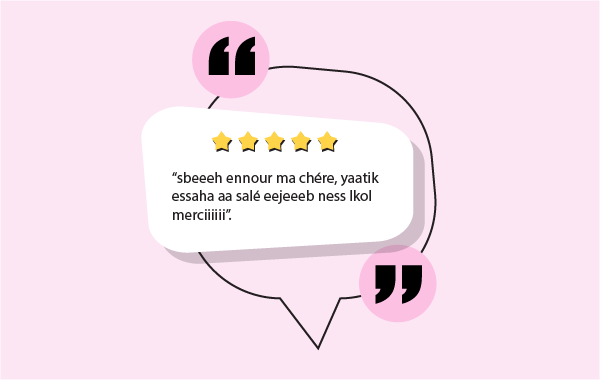 “sbeeeh ennour ma chére, yaatik
essaha aa salé eejeeeb ness lkol
merciiiiii”.